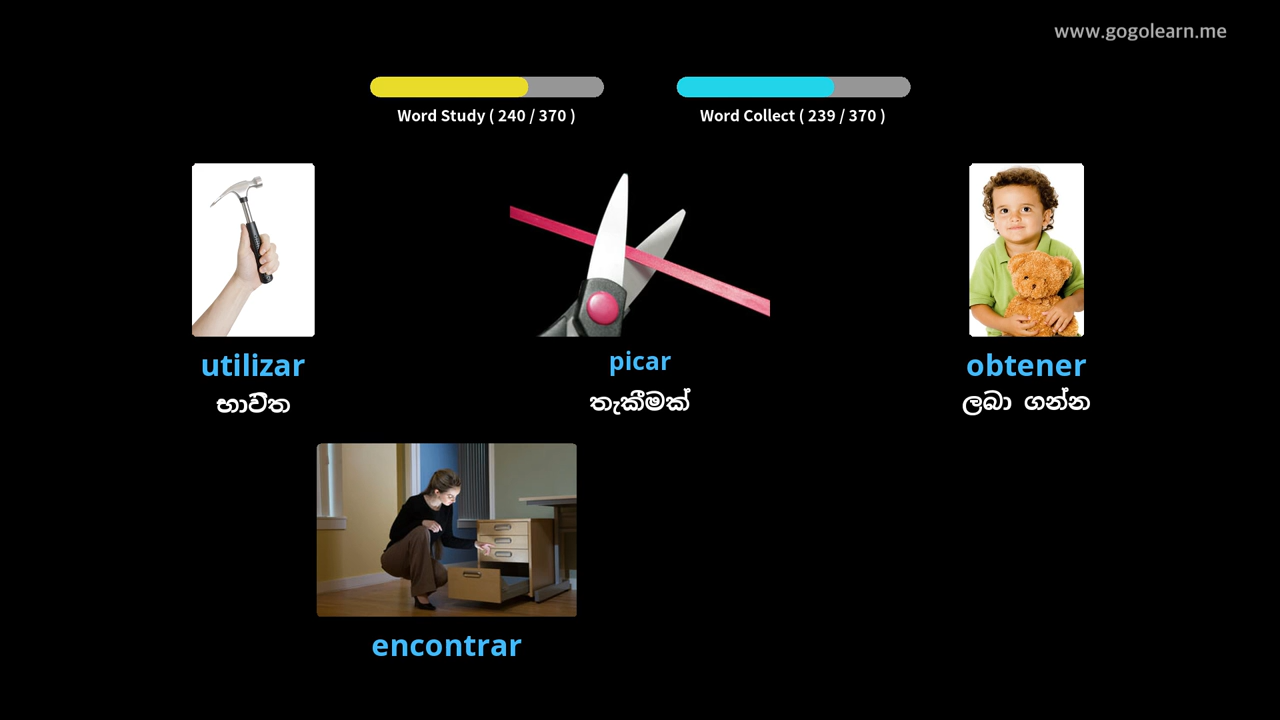 www.gogolearn.me
Word Study ( 240 / 370 )
Word Collect ( 239 / 370 )
utilizar
picar
obtener
භාවිත
තැකීමක්
ලබා ගන්න
encontrar